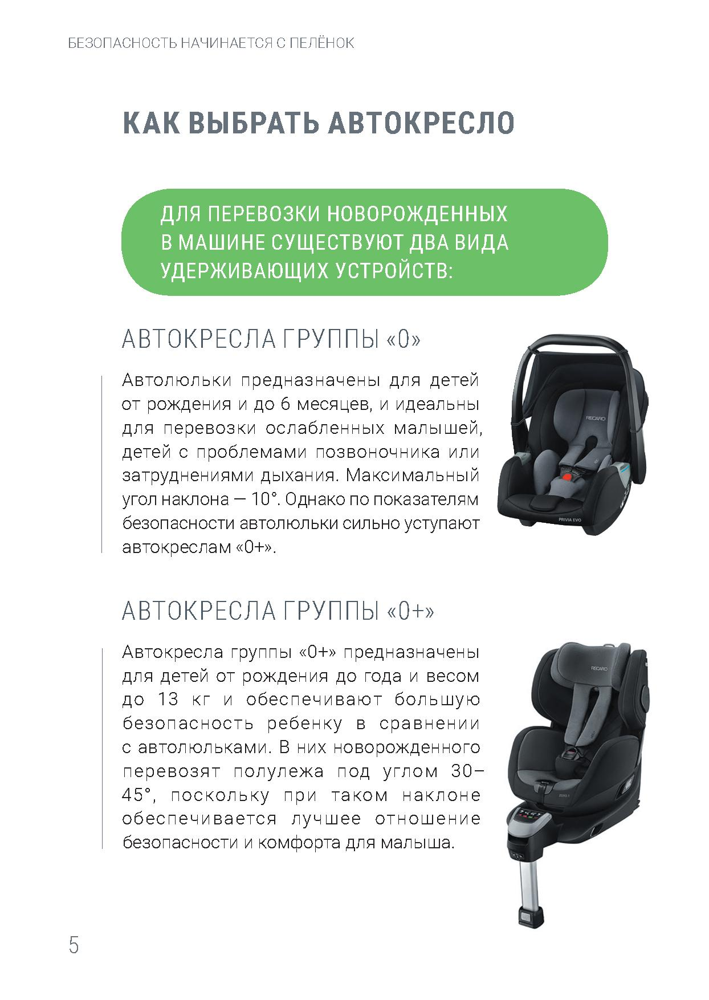 БЕЗОПАСНОСТЬ НАЧИНАЕТСЯ С ПЕЛЁНОК
КАК ВЫБРАТЬ АВТОКРЕСЛО
ДЛЯ ПЕРЕВОЗКИ НОВОРОЖДЕННЫХ
В МАШИНЕ СУЩЕСТВУЮТ ДВА ВИДА
УДЕРЖИВАЮЩИХ УСТРОЙСТВ:
АВТОКРЕСЛА ГРУППЫ «0»
Автолюльки предназначены для детей
от рождения и до 6 месяцев, и идеальны
для перевозки ослабленных малышей,
детей с проблемами позвоночника или
затруднениями дыхания. Максимальный
угол наклона — 10°. Однако по показателям
безопасности автолюльки сильно уступают
автокреслам «0+».
RECARO
PRIVIA EVO
АВТОКРЕСЛА ГРУППЫ «0+»
Автокресла группы «0+» предназначены
для детей от рождения до года и весом
до 13 кг и обеспечивают большую
безопасность ребенку в сравнении
с автолюльками. В них новорожденного
перевозят полулежа под углом 30–
45°, поскольку при таком наклоне
обеспечивается лучшее отношение
безопасности и комфорта для малыша.
RECARO
ZERO.1
5